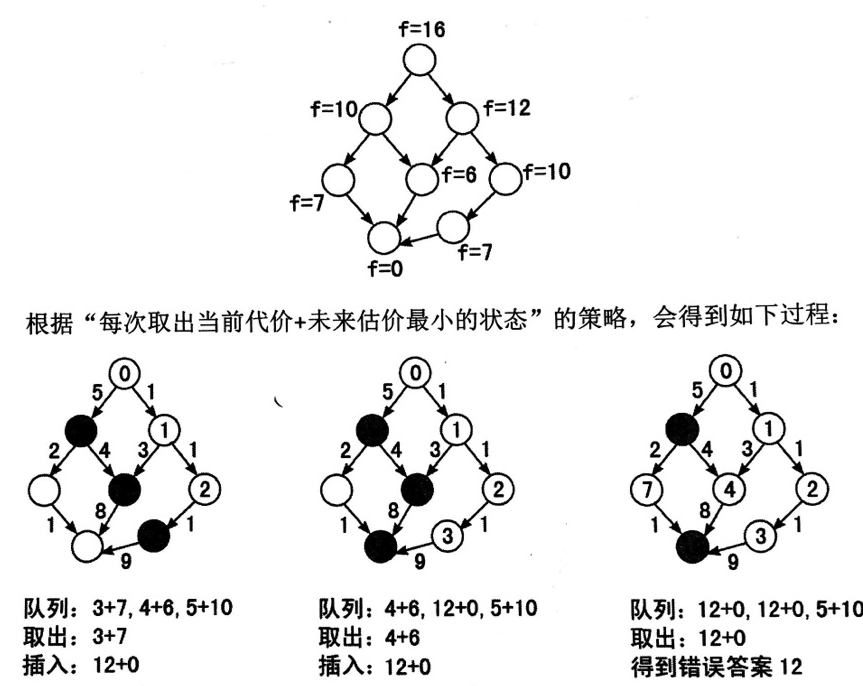 f=16
f=10
f=12
f=7
f=6
f=10
f=0
f=7
根据“每次取出当前代价+未来估价最小的状态”的策略，会得到如下过程：
0
5 1
1
2 4 3 1
2
1 8 1
9
队列：3+7, 4+6, 5+10
取出：3+7
插入：12+0
0
5 1
1
2 4 3 1
2
1 8 1
3
9
队列：4+6, 12+0, 5+10
取出：4+6
插入：12+0
0
5 1
1
2 4 3 1
7 4 2
1 8 1
3
9
队列：12+0, 12+0, 5+10
取出：12+0
得到错误答案 12